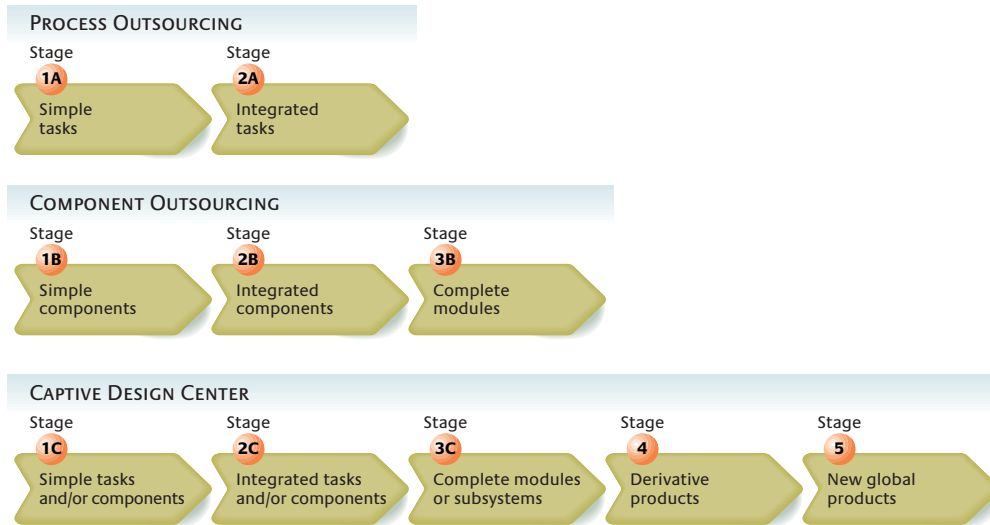 PROCESS OUTSOURCING
Stage Stage
1A 2A
Simple Integrated
tasks tasks
COMPONENT OUTSOURCING
Stage Stage Stage
1B 2B 3B
Simple Integrated Complete
components components modules
CAPTIVE DESIGN CENTER
Stage Stage Stage Stage Stage
1C 2C 3C 4 5
Simple tasks Integrated tasks Complete modules Derivative New global
and/or components and/or components or subsystems products products